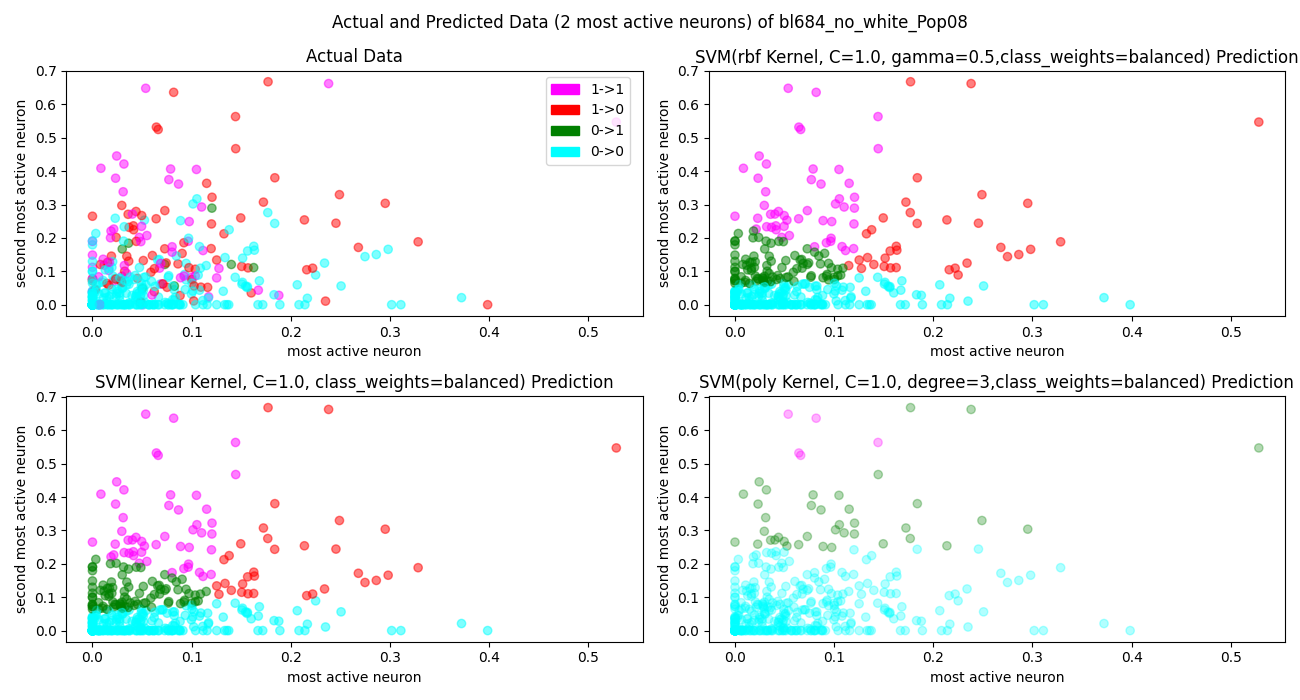 Actual and Predicted Data (2 most active neurons) of bl684_no_white_Pop08
Actual Data
0.7
0.6
0.5
0.4
0.3
0.2
0.1
0.0
second most active neuron
0.0 0.1 0.2 0.3 0.4 0.5
most active neuron
1->1
1->0
0->1
0->0
SVM(rbf Kernel, C=1.0, gamma=0.5,class_weights=balanced) Prediction
0.7
0.6
0.5
0.4
0.3
0.2
0.1
0.0
second most active neuron
0.0 0.1 0.2 0.3 0.4 0.5
most active neuron
SVM(linear Kernel, C=1.0, class_weights=balanced) Prediction
0.7
0.6
0.5
0.4
0.3
0.2
0.1
0.0
second most active neuron
0.0 0.1 0.2 0.3 0.4 0.5
most active neuron
SVM(poly Kernel, C=1.0, degree=3,class_weights=balanced) Prediction
0.7
0.6
0.5
0.4
0.3
0.2
0.1
0.0
second most active neuron
0.0 0.1 0.2 0.3 0.4 0.5
most active neuron